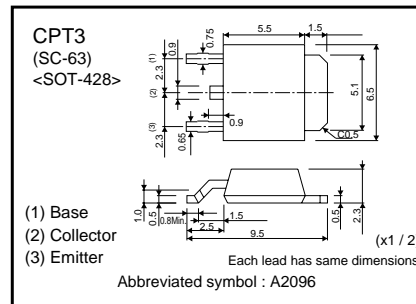 CPT3
(SC-63)
<SOT-428>
5.5
1.5
0.75
0.9
(1)
2.3
(2)
2.3
(3)
0.65
0.9
5.1
6.5
C0.5
1.0
0.5
0.8Min.
1.5
2.5
9.5
0.5
2.3
(1) Base
(2) Collector
(3) Emitter
(x1 / 2
Each lead has same dimensions
Abbreviated symbol : A2096